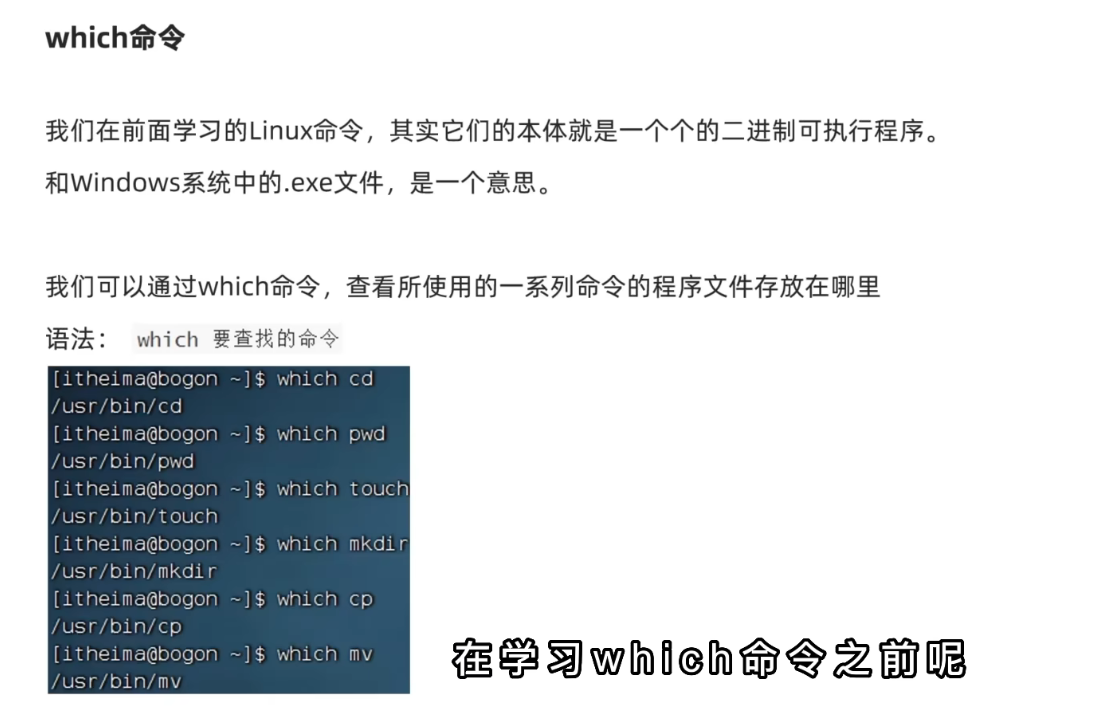 which命令
我们在前面学习的Linux命令，其实它们的本体就是一个个的二进制可执行程序。
和Windows系统中的.exe文件，是一个意思。
我们可以通过which命令，查看所使用的一系列命令的程序文件存放在哪里
语法： which 要查找的命令
[itheima@bogon ~]$ which cd
/usr/bin/cd
[itheima@bogon ~]$ which pwd
/usr/bin/pwd
[itheima@bogon ~]$ which touch
/usr/bin/touch
[itheima@bogon ~]$ which mkdir
/usr/bin/mkdir
[itheima@bogon ~]$ which cp
/usr/bin/cp
[itheima@bogon ~]$ which mv
/usr/bin/mv
在学习which命令之前呢